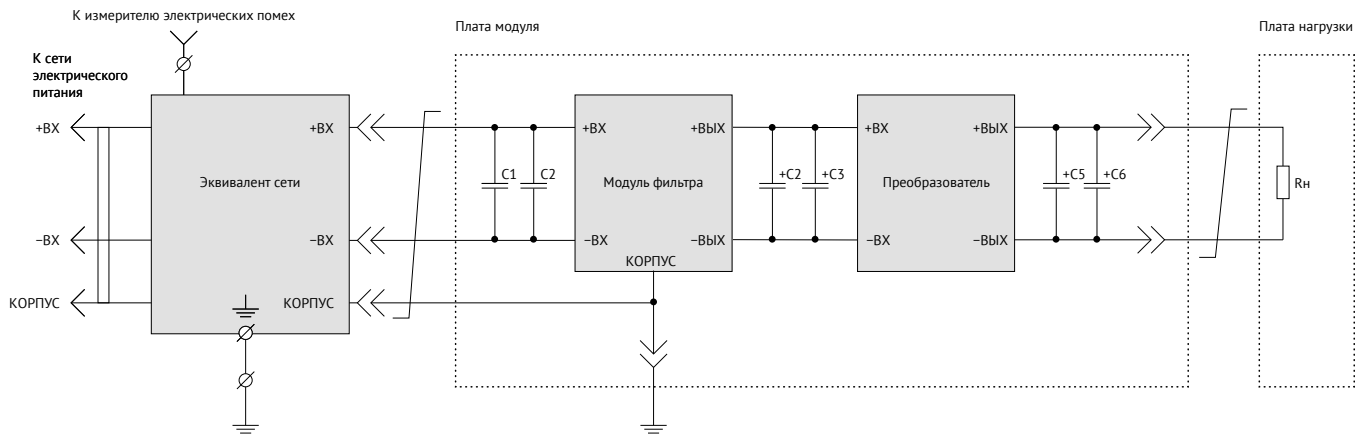 К измерителю электрических помех
Плата модуля
Плата нагрузки
К сети
электрического
питания
+ВХ
+ВХ
+ВХ
+ВЫХ
+ВХ
+ВЫХ
Эквивалент сети
C1
C2
Модуль фильтра
+C2
+C3
Преобразователь
+C5
+C6
Rн
−ВХ
−ВХ
−ВХ
−ВЫХ
−ВХ
−ВЫХ
КОРПУС
КОРПУС
КОРПУС